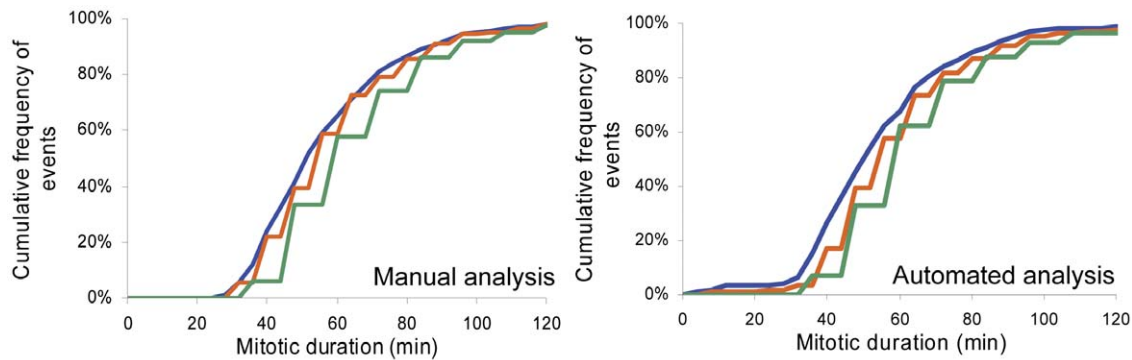 Cumulative frequency of
events
100%
80%
60%
40%
20%
0%
0 20 40 60 80 100 120
Mitotic duration (min)
Manual analysis
Cumulative frequency of
events
100%
80%
60%
40%
20%
0%
0 20 40 60 80 100 120
Mitotic duration (min)
Automated analysis